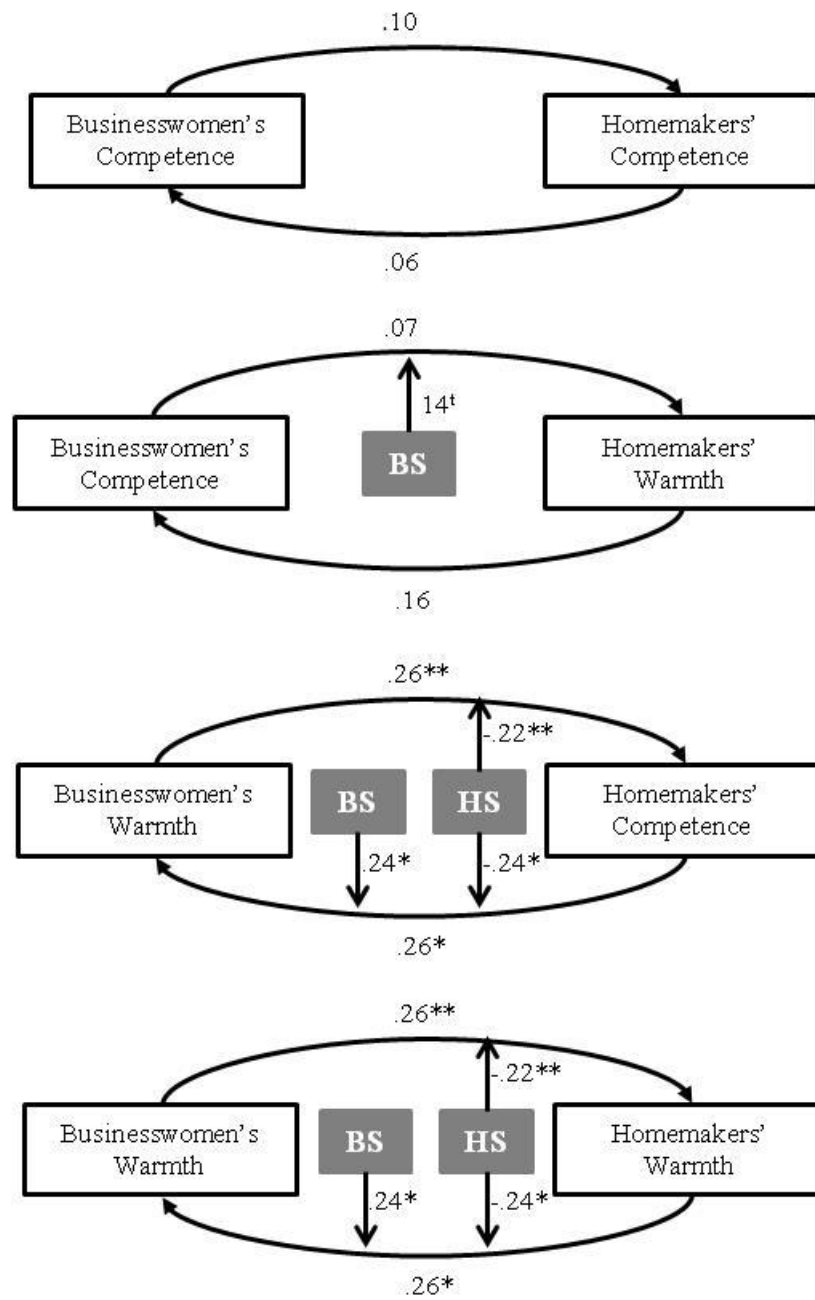 .10
Businesswomen's
Competence
Homemakers'
Competence
.06
.07
14ᵗ
Businesswomen's
Competence
BS
Homemakers'
Warmth
.16
.26**
-.22**
Businesswomen's
Warmth
BS
HS
Homemakers'
Competence
.24*
-.24*
.26*
.26**
-.22**
Businesswomen's
Warmth
BS
HS
Homemakers'
Warmth
.24*
-.24*
.26*